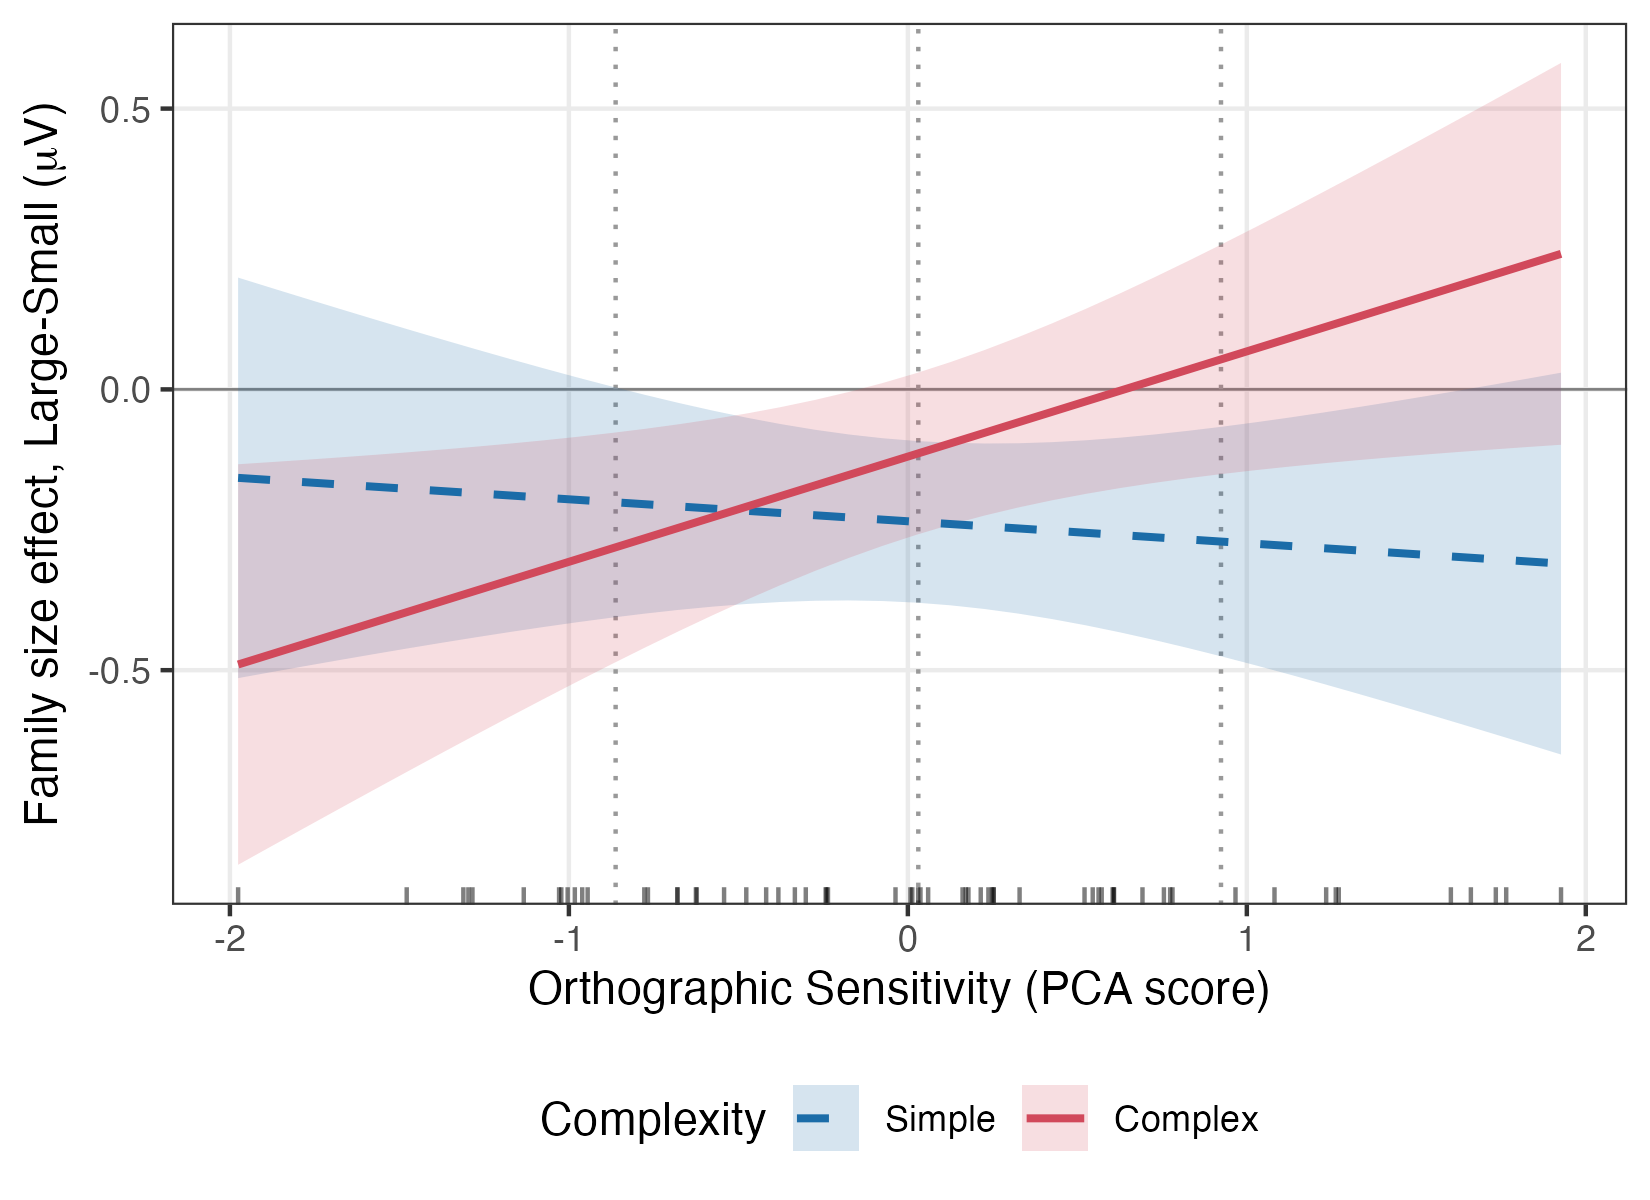 Family size effect, Large-Small (μV)
0.5
0.0
-0.5
-2
-1
0
1
2
Orthographic Sensitivity (PCA score)
Complexity
Simple
Complex